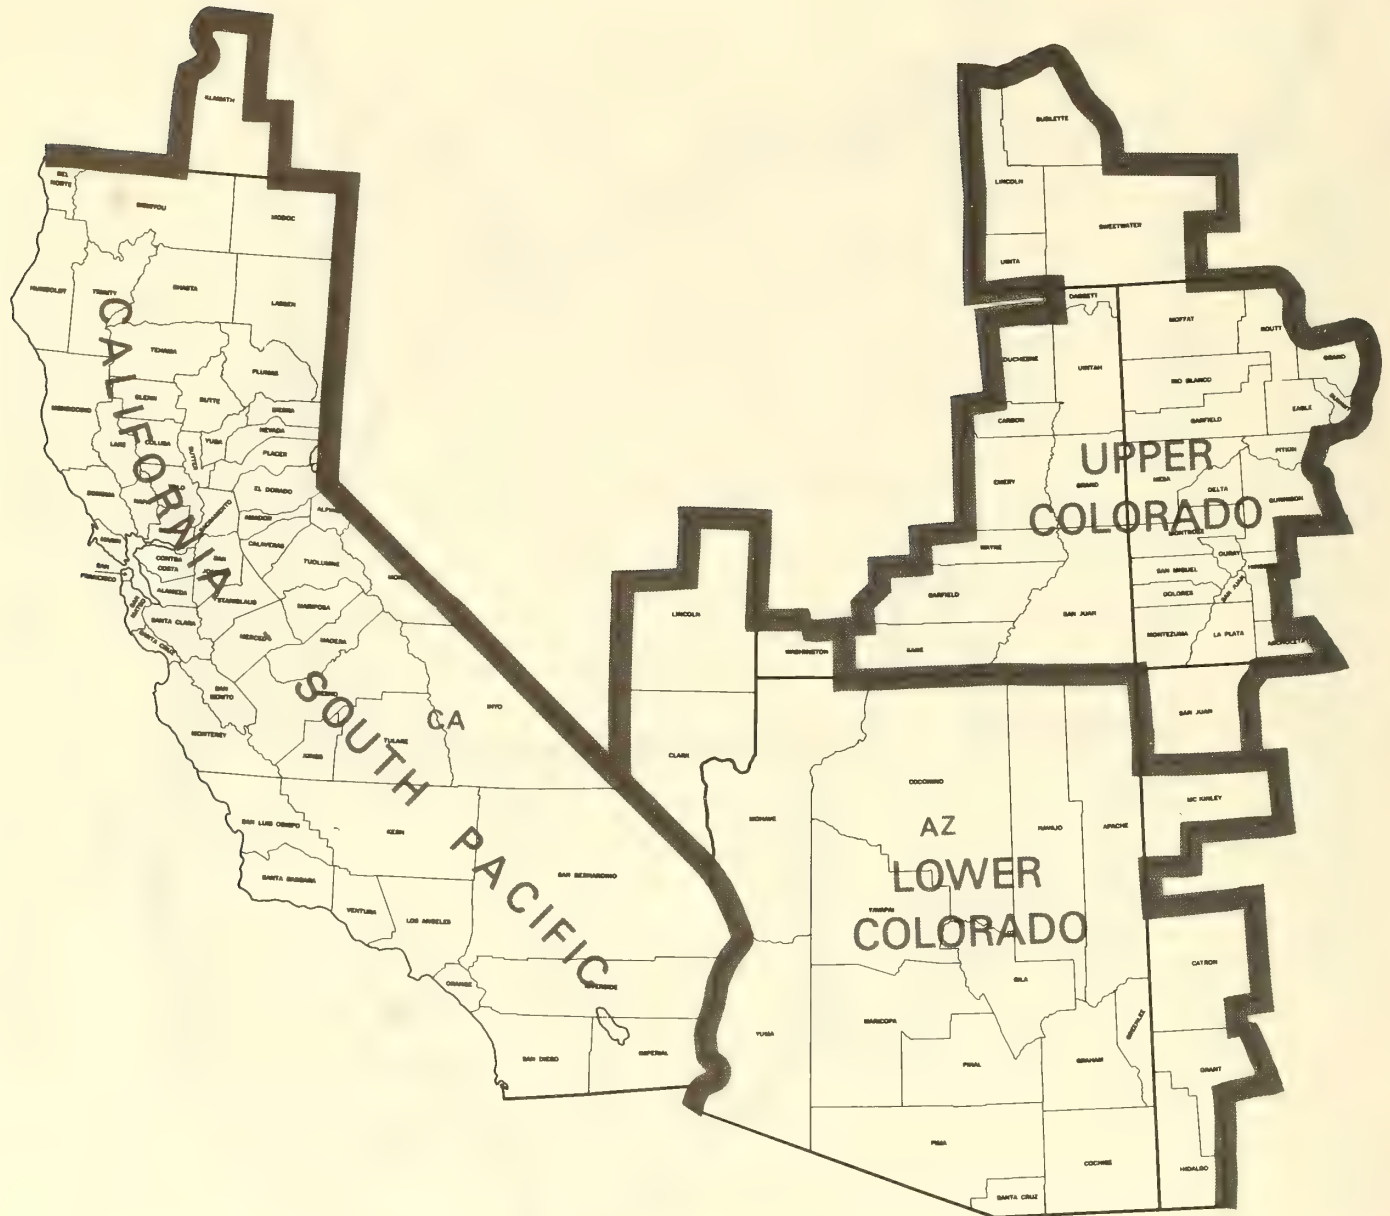 KLAMATH
DEL NORTE
SISKIYOU
MODOC
HUMBOLDT
TRINITY
SHASTA
LASSEN
TEHAMA
PLUMAS
MENDOCINO
GLENN
BUTTE
SIERRA
NEVADA
LAKE
COLUSA
SUTTER
YUBA
PLACER
SONOMA
EL DORADO
SACRAMENTO
AMADOR
MARIN
CONTRA COSTA
CALAVERAS
TUOLUMNE
SAN FRANCISCO
ALAMEDA
STANISLAUS
MARIPOSA
SAN MATEO
SANTA CLARA
SANTA CRUZ
MERCED
MADERA
SAN BENITO
MONTEREY
KINGS
TULARE
INYO
SAN LUIS OBISPO
KERN
SANTA BARBARA
VENTURA
LOS ANGELES
SAN BERNARDINO
ORANGE
RIVERSIDE
SAN DIEGO
IMPERIAL
CALIFORNIA
SOUTH PACIFIC
CA
SUBLETTE
LINCOLN
SWEETWATER
UINTA
DAGGETT
MOFFAT
ROUTT
GRAND
DUCHESNE
UINTAH
RIO BLANCO
EAGLE
SUMMIT
CARBON
GARFIELD
PITKIN
UPPER
COLORADO
EMERY
GRAND
MESA
DELTA
GUNNISON
MONTROSE
WAYNE
OURAY
SAN MIGUEL
GARFIELD
DOLORES
SAN JUAN
SAN JUAN
KANE
MONTEZUMA
LA PLATA
ARCHULETA
SAN JUAN
LINCOLN
WASHINGTON
CLARK
MOHAVE
COCONINO
NAVAJO
APACHE
MC KINLEY
AZ
LOWER
COLORADO
YAVAPAI
CATRON
GILA
YUMA
MARICOPA
GREENLEE
PINAL
GRAHAM
GRANT
PIMA
COCHISE
SANTA CRUZ
HIDALGO